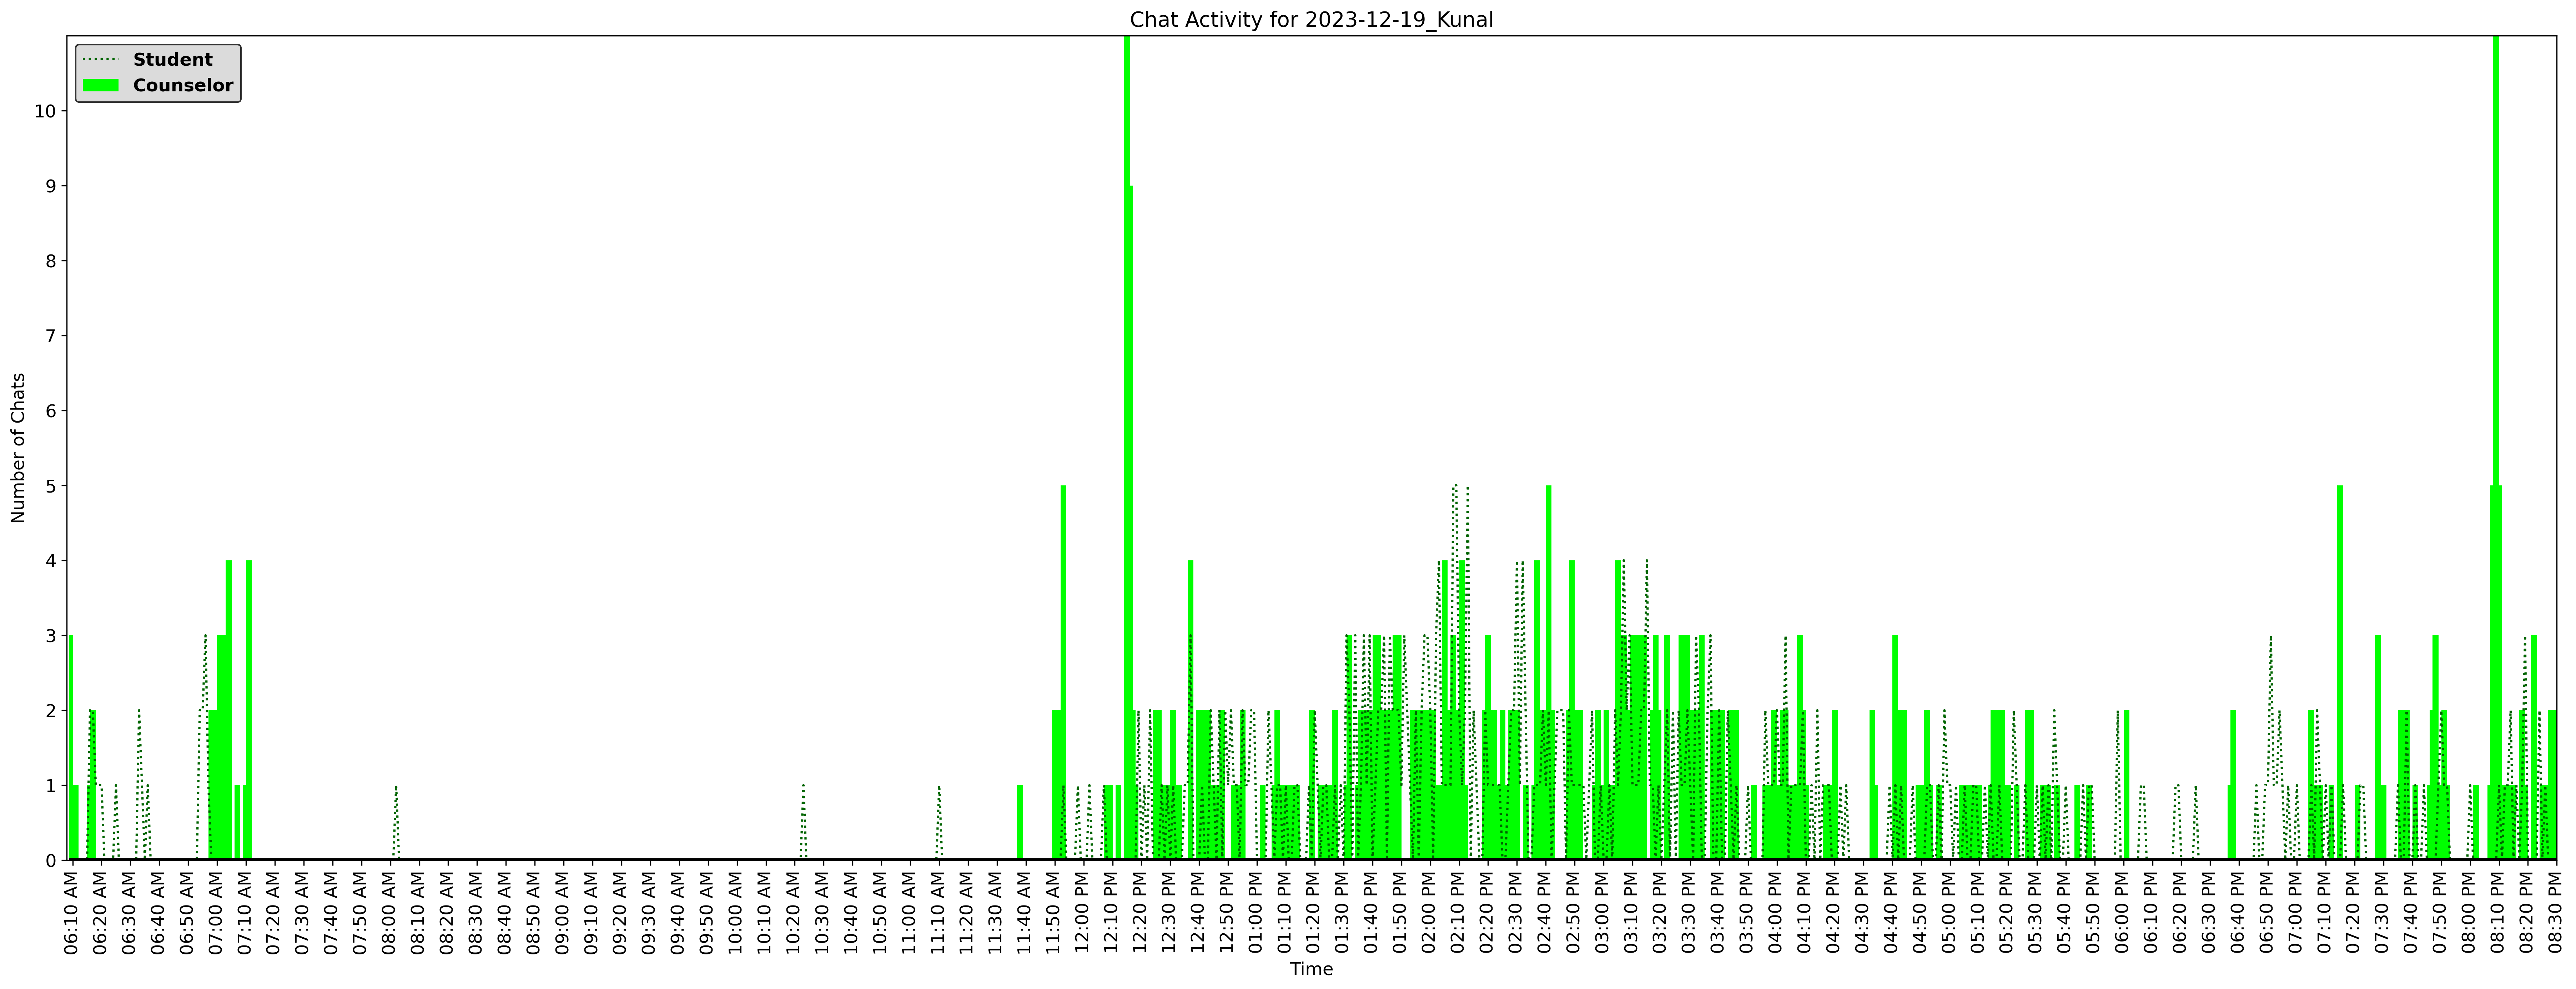 Chat Activity for 2023-12-19_Kunal
Student
Counselor
Number of Chats
10
9
8
7
6
5
4
3
2
1
0
06:10 AM
06:20 AM
06:30 AM
06:40 AM
06:50 AM
07:00 AM
07:10 AM
07:20 AM
07:30 AM
07:40 AM
07:50 AM
08:00 AM
08:10 AM
08:20 AM
08:30 AM
08:40 AM
08:50 AM
09:00 AM
09:10 AM
09:20 AM
09:30 AM
09:40 AM
09:50 AM
10:00 AM
10:10 AM
10:20 AM
10:30 AM
10:40 AM
10:50 AM
11:00 AM
11:10 AM
11:20 AM
11:30 AM
11:40 AM
11:50 AM
12:00 PM
12:10 PM
12:20 PM
12:30 PM
12:40 PM
12:50 PM
01:00 PM
01:10 PM
01:20 PM
01:30 PM
01:40 PM
01:50 PM
02:00 PM
02:10 PM
02:20 PM
02:30 PM
02:40 PM
02:50 PM
03:00 PM
03:10 PM
03:20 PM
03:30 PM
03:40 PM
03:50 PM
04:00 PM
04:10 PM
04:20 PM
04:30 PM
04:40 PM
04:50 PM
05:00 PM
05:10 PM
05:20 PM
05:30 PM
05:40 PM
05:50 PM
06:00 PM
06:10 PM
06:20 PM
06:30 PM
06:40 PM
06:50 PM
07:00 PM
07:10 PM
07:20 PM
07:30 PM
07:40 PM
07:50 PM
08:00 PM
08:10 PM
08:20 PM
08:30 PM
Time